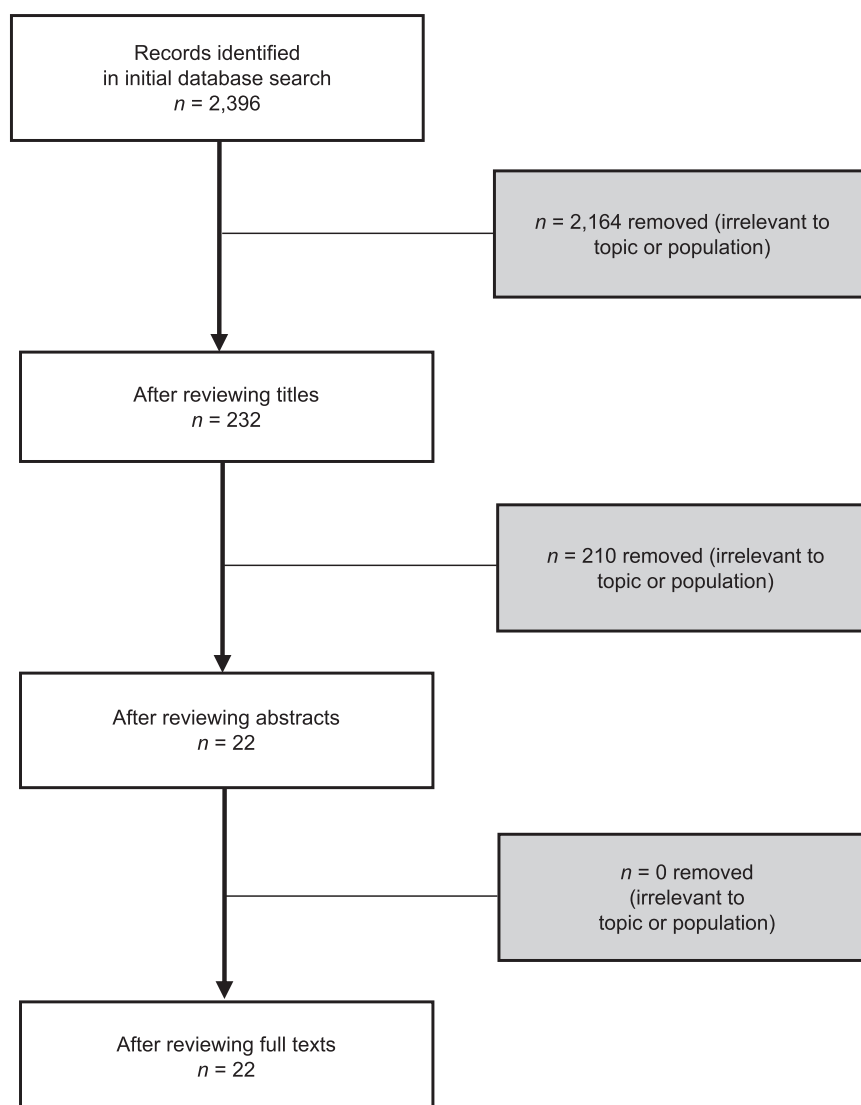 Records identified
in initial database search
n = 2,396
n = 2,164 removed (irrelevant to
topic or population)
After reviewing titles
n = 232
n = 210 removed (irrelevant to
topic or population)
After reviewing abstracts
n = 22
n = 0 removed
(irrelevant to
topic or population)
After reviewing full texts
n = 22